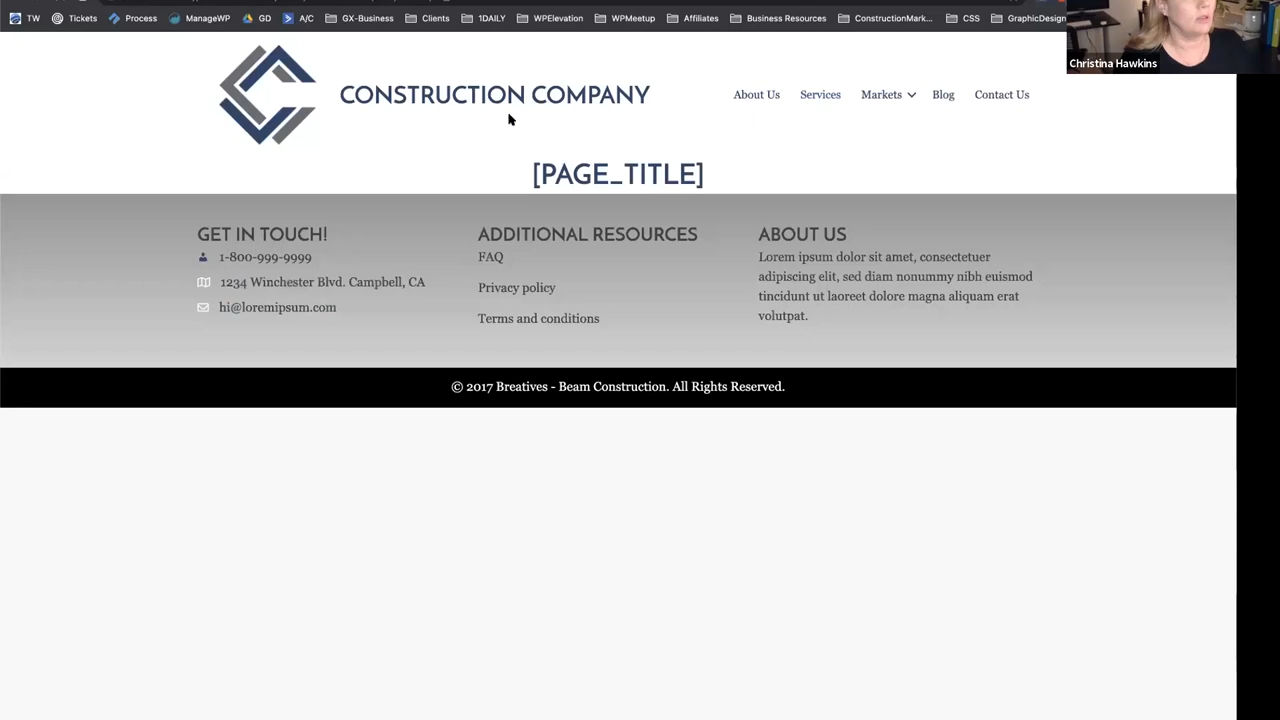 TW Tickets Process ManageWP GD A/C GX-Business Clients 1DAILY WPElevation WPMeetup Affiliates Business Resources ConstructionMark... CSS GraphicDesign
Christina Hawkins
CONSTRUCTION COMPANY
About Us Services Markets Blog Contact Us
[PAGE_TITLE]
GET IN TOUCH!
1-800-999-9999
1234 Winchester Blvd. Campbell, CA
hi@loremipsum.com
ADDITIONAL RESOURCES
FAQ
Privacy policy
Terms and conditions
ABOUT US
Lorem ipsum dolor sit amet, consectetuer
adipiscing elit, sed diam nonummy nibh euismod
tincidunt ut laoreet dolore magna aliquam erat
volutpat.
© 2017 Breatives - Beam Construction. All Rights Reserved.